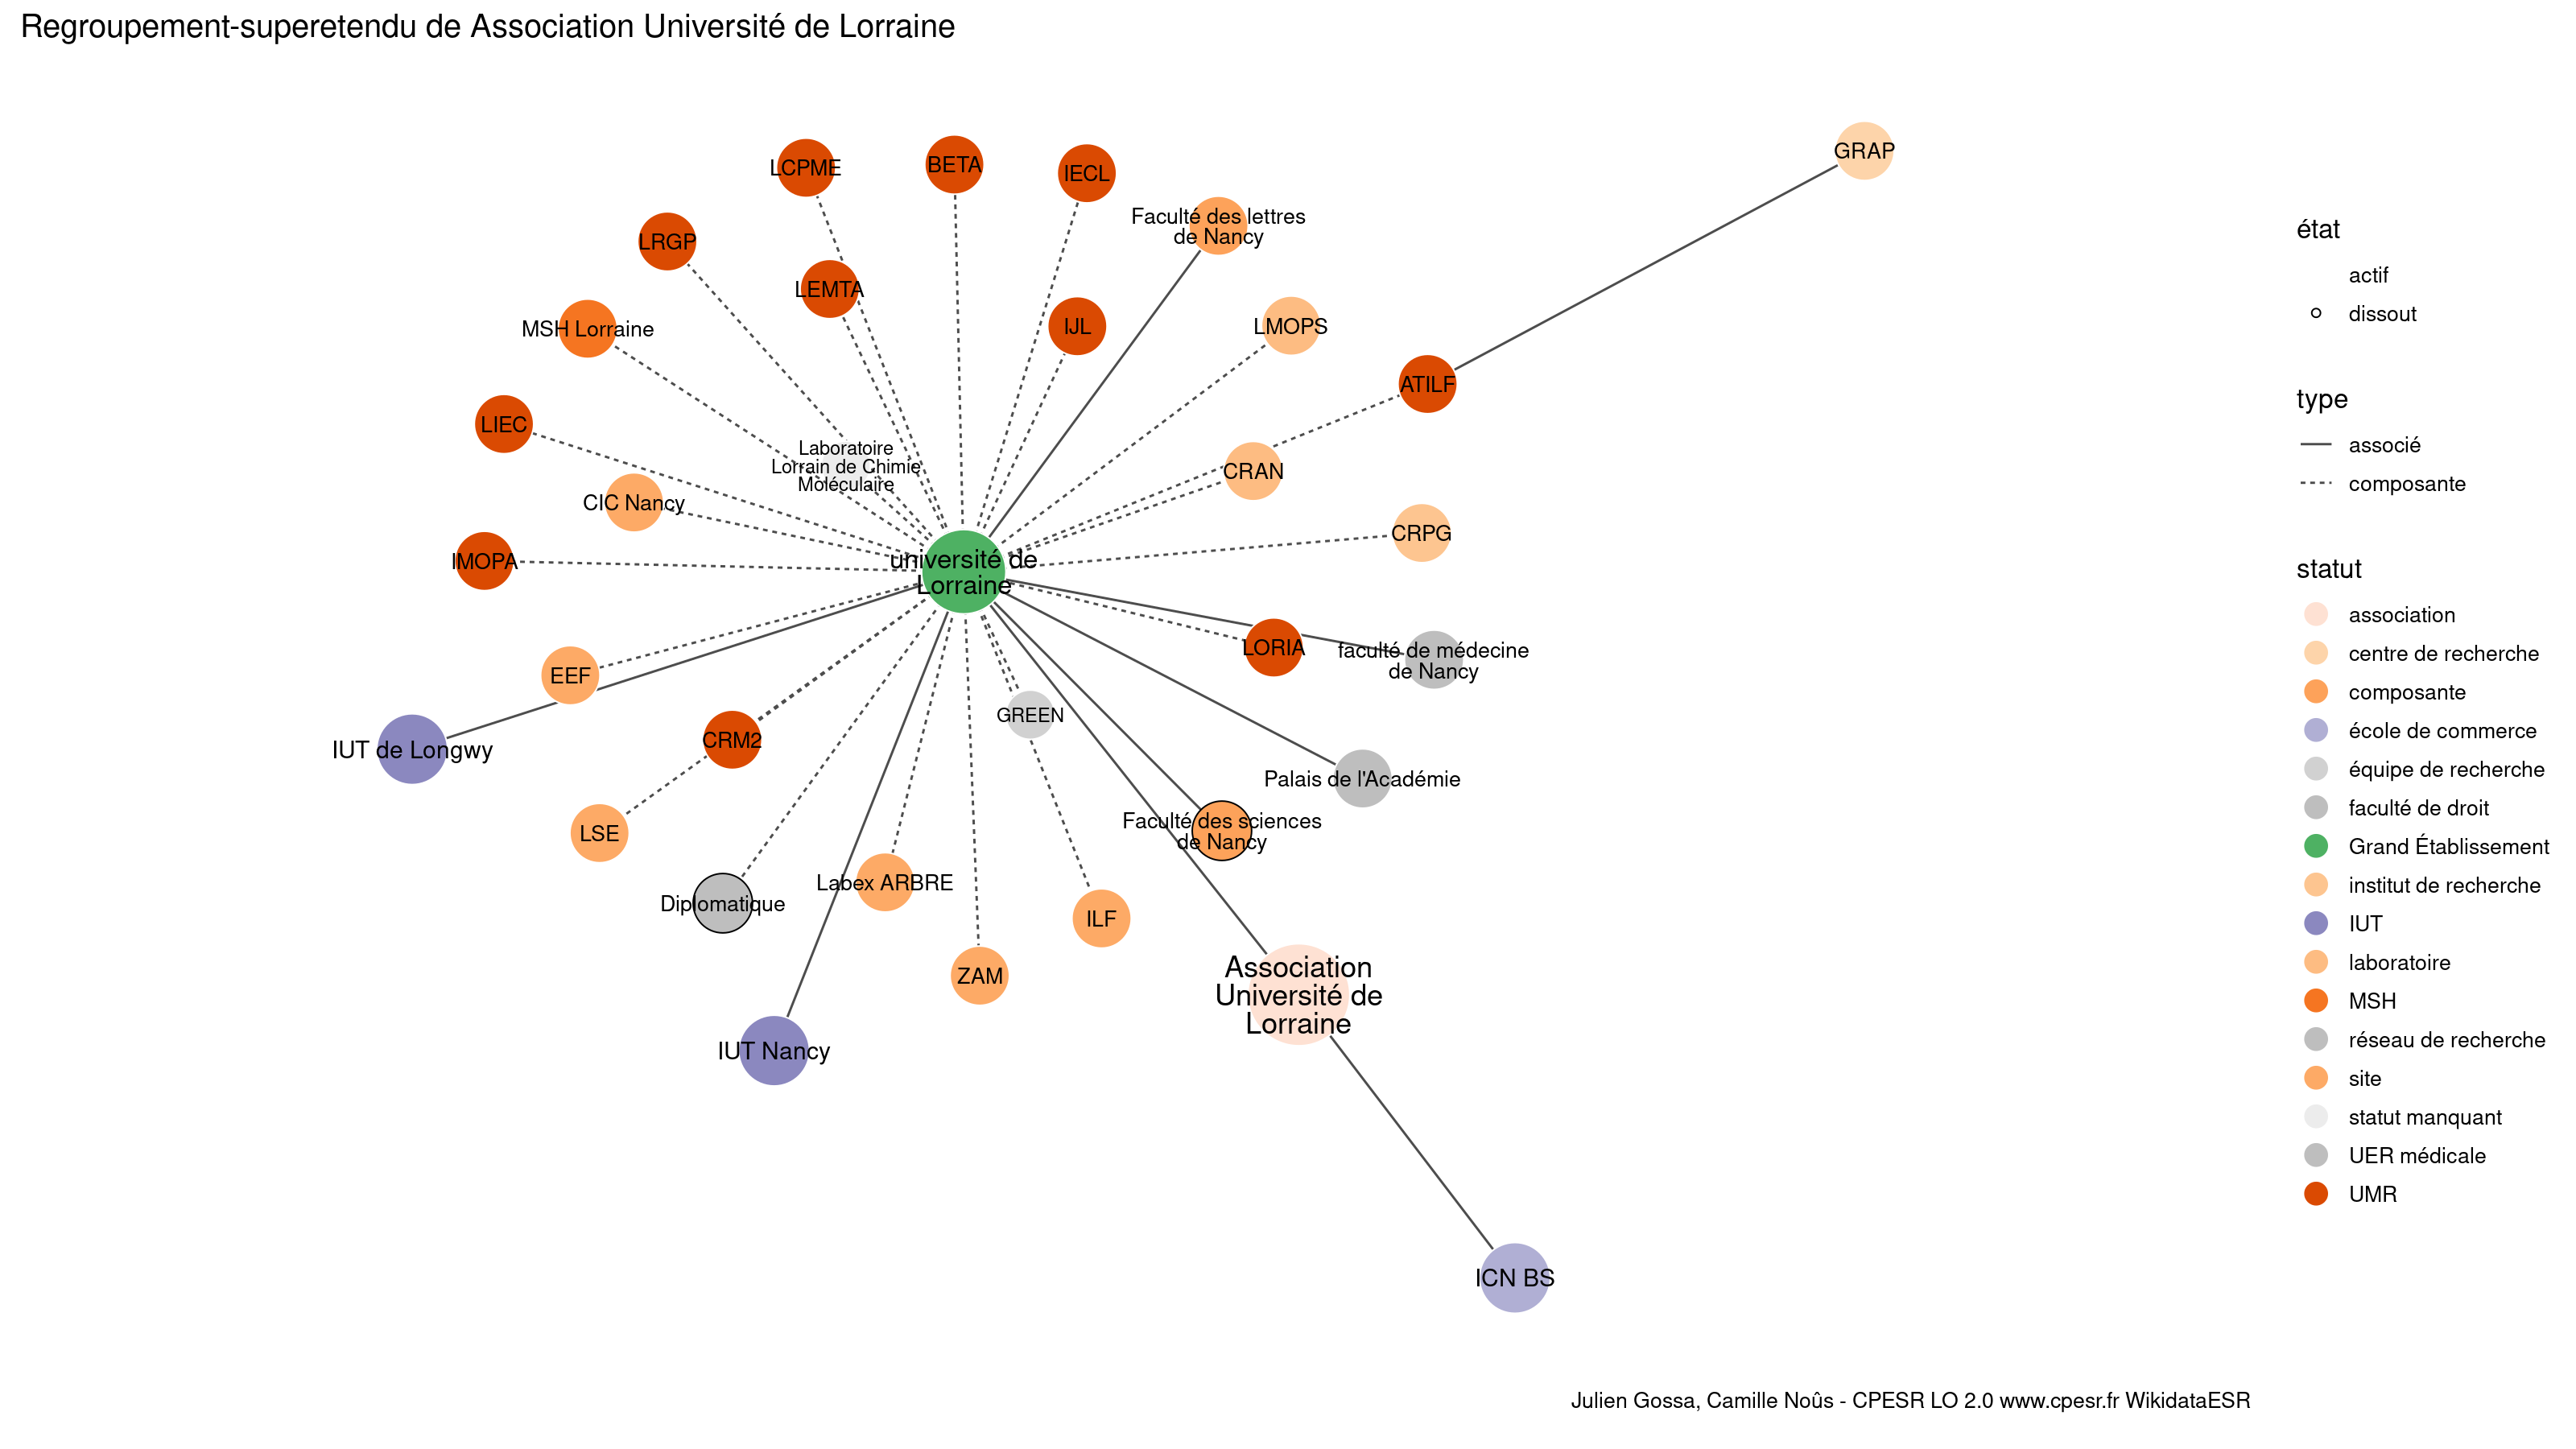 Regroupement-superetendu de Association Université de Lorraine
GRAP
LCPME
BETA
IECL
Faculté des lettres
de Nancy
LRGP
LEMTA
MSH Lorraine
IJL
LMOPS
ATILF
LIEC
Laboratoire
Lorrain de Chimie
Moléculaire
CRAN
CIC Nancy
CRPG
IMOPA
université de
Lorraine
LORIA
faculté de médecine
de Nancy
EEF
GREEN
CRM2
IUT de Longwy
Palais de l'Académie
LSE
Faculté des sciences
de Nancy
Labex ARBRE
Diplomatique
ILF
ZAM
Association
Université de
Lorraine
IUT Nancy
ICN BS
état
actif
dissout
type
associé
composante
statut
association
centre de recherche
composante
école de commerce
équipe de recherche
faculté de droit
Grand Établissement
institut de recherche
IUT
laboratoire
MSH
réseau de recherche
site
statut manquant
UER médicale
UMR
Julien Gossa, Camille Noûs - CPESR LO 2.0 www.cpesr.fr WikidataESR